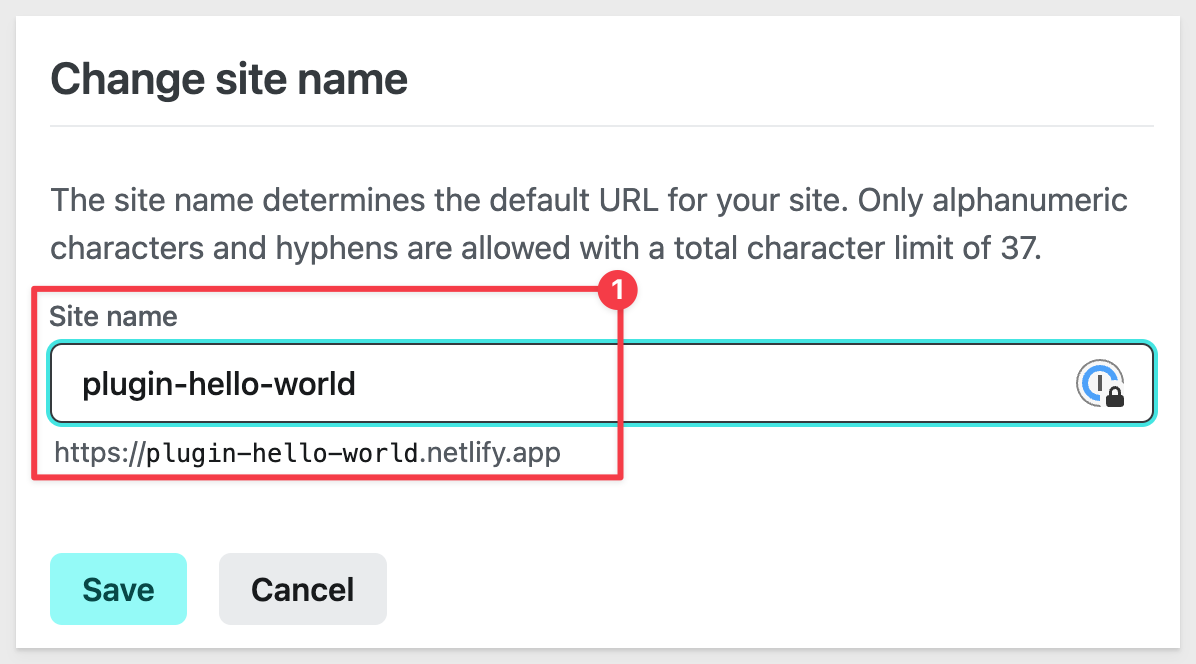 Change site name
The site name determines the default URL for your site. Only alphanumeric
characters and hyphens are allowed with a total character limit of 37.
1
Site name
plugin-hello-world
https://plugin-hello-world.netlify.app
Save Cancel